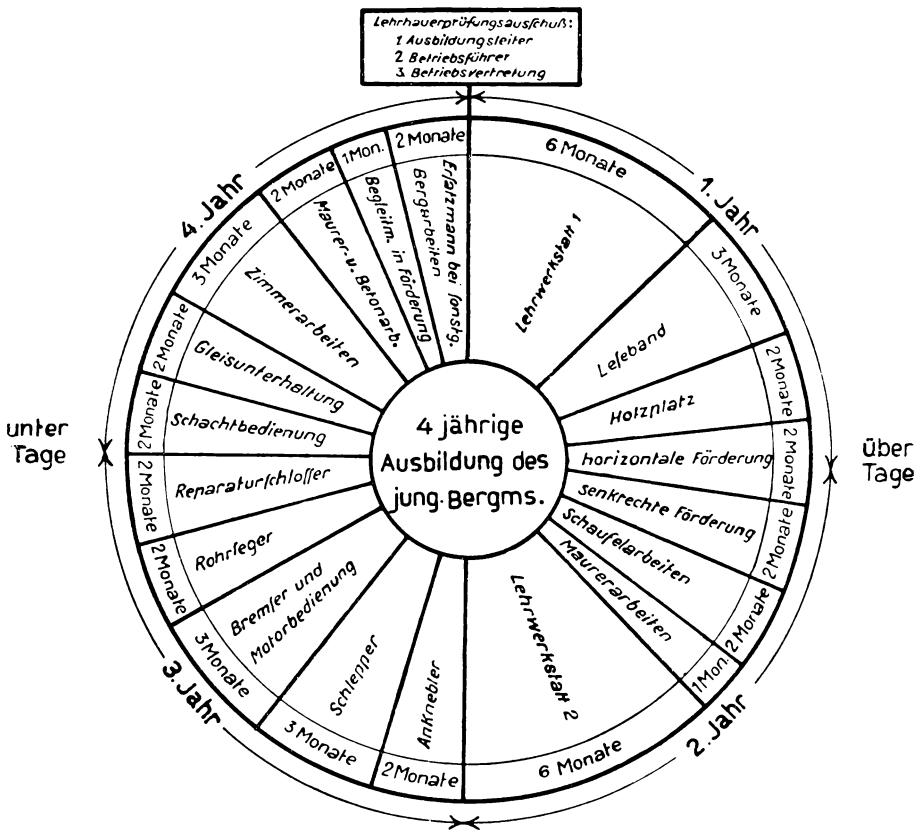 Lehrhauerprüfungsausſchuß:
1 Ausbildungsleiter
2 Betriebsführer
3. Betriebsvertretung
1. Jahr
6 Monate
Lehrwerkstatt 1
3 Monate
Leſeband
2 Monate
Holzplatz
über
Tage
2 Monate
horizontale Förderung
2 Monate
senkrechte Förderung
2. Jahr
2 Monate
Schaufelarbeiten
1 Mon.
Maurerarbeiten
6 Monate
Lehrwerkstatt 2
3. Jahr
2 Monate
Anknebler
3 Monate
Schlepper
3 Monate
Bremſer und
Motorbedienung
2 Monate
Rohrleger
2 Monate
Reparaturſchloſſer
unter
Tage
4. Jahr
2 Monate
Schachtbedienung
2 Monate
Gleisunterhaltung
3 Monate
Zimmerarbeiten
2 Monate
Maurer- u. Betonarb.
1 Mon.
Begleitm. in Förderung
2 Monate
Erſatzmann bei ſonstg.
Bergarbeiten
4 jährige
Ausbildung des
jung. Bergms.